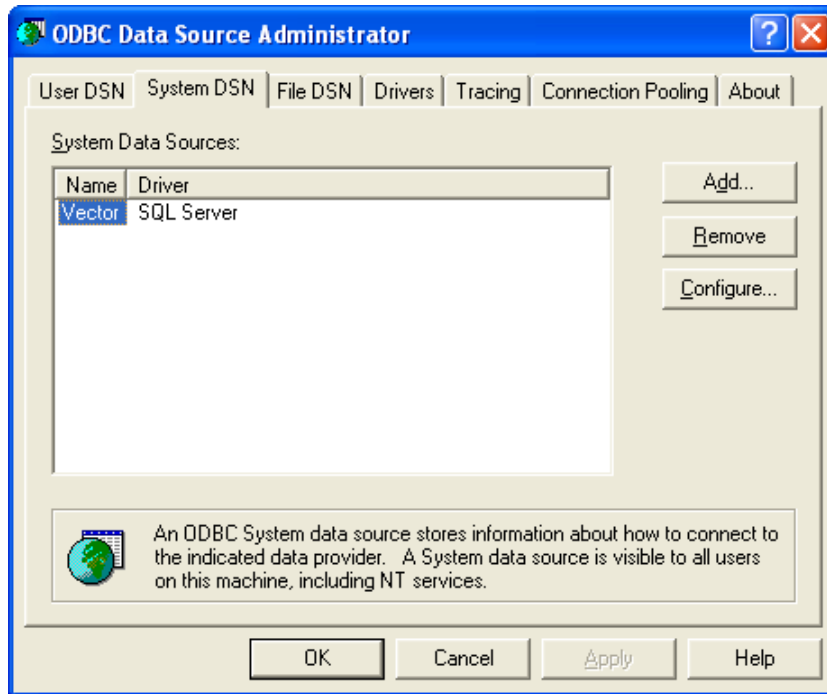 ODBC Data Source Administrator
User DSN System DSN File DSN Drivers Tracing Connection Pooling About
System Data Sources:
Name Driver
Vector SQL Server
Add...
Remove
Configure...
An ODBC System data source stores information about how to connect to
the indicated data provider. A System data source is visible to all users
on this machine, including NT services.
OK Cancel Apply Help